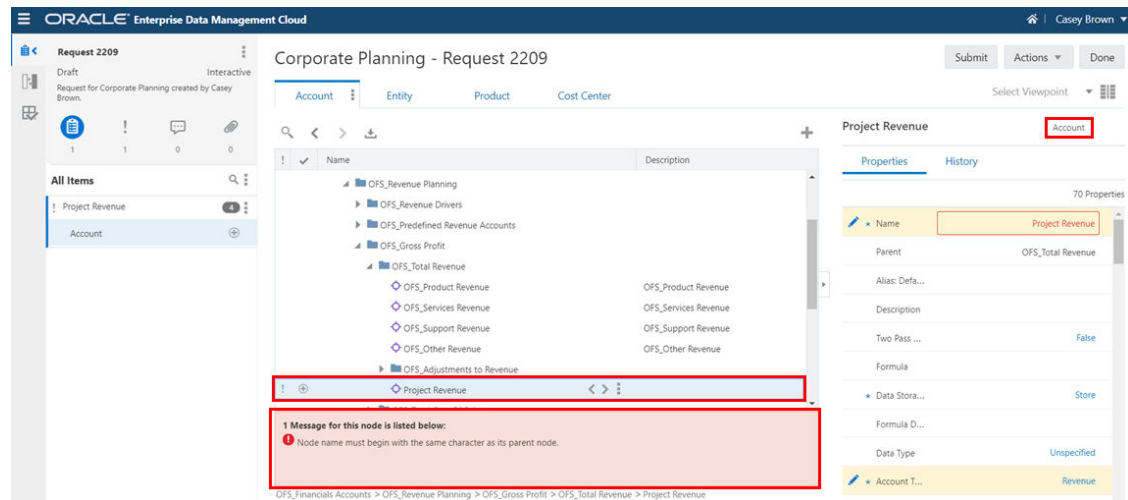 ORACLE Enterprise Data Management Cloud
Casey Brown
Request 2209
Draft
Interactive
Request for Corporate Planning created by Casey
Brown.
1
1
0
0
All Items
Project Revenue
4
Account
Corporate Planning - Request 2209
Submit
Actions
Done
Account
Entity
Product
Cost Center
Select Viewpoint
Name
Description
OFS_Revenue Planning
OFS_Revenue Drivers
OFS_Predefined Revenue Accounts
OFS_Gross Profit
OFS_Total Revenue
OFS_Product Revenue
OFS_Product Revenue
OFS_Services Revenue
OFS_Services Revenue
OFS_Support Revenue
OFS_Support Revenue
OFS_Other Revenue
OFS_Other Revenue
OFS_Adjustments to Revenue
Project Revenue
1 Message for this node is listed below:
Node name must begin with the same character as its parent node.
OFS_Financials Accounts > OFS_Revenue Planning > OFS_Gross Profit > OFS_Total Revenue > Project Revenue
Project Revenue
Account
Properties
History
70 Properties
* Name
Project Revenue
Parent
OFS_Total Revenue
Alias: Defa...
Description
Two Pass ...
False
Formula
* Data Stora...
Store
Formula D...
Data Type
Unspecified
* Account T...
Revenue